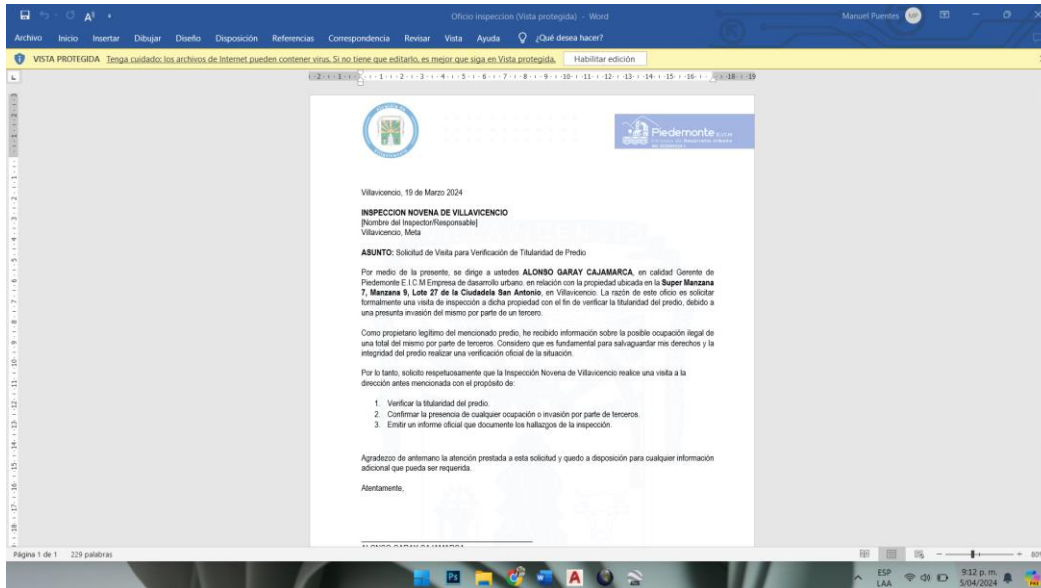 Oficio inspeccion (Vista protegida) - Word
Manuel Puentes
MP
Archivo Inicio Insertar Dibujar Diseño Disposición Referencias Correspondencia Revisar Vista Ayuda ¿Qué desea hacer?
VISTA PROTEGIDA Tenga cuidado: los archivos de Internet pueden contener virus. Si no tiene que editarlo, es mejor que siga en Vista protegida. Habilitar edición
VILLAVICENCIO
Piedemonte E.I.C.M
Villavicencio, 19 de Marzo 2024
INSPECCION NOVENA DE VILLAVICENCIO
[Nombre del Inspector/Responsable]
Villavicencio, Meta
ASUNTO: Solicitud de Visita para Verificación de Titularidad de Predio
Por medio de la presente, se dirige a ustedes ALONSO GARAY CAJAMARCA, en calidad Gerente de
Piedemonte E.I.C.M Empresa de dasarrollo urbano. en relación con la propiedad ubicada en la Super Manzana
7, Manzana 9, Lote 27 de la Ciudadela San Antonio, en Villavicencio. La razón de este oficio es solicitar
formalmente una visita de inspección a dicha propiedad con el fin de verificar la titularidad del predio, debido a
una presunta invasión del mismo por parte de un tercero.
Como propietario legítimo del mencionado predio, he recibido información sobre la posible ocupación ilegal de
una total del mismo por parte de terceros. Considero que es fundamental para salvaguardar mis derechos y la
integridad del predio realizar una verificación oficial de la situación.
Por lo tanto, solicito respetuosamente que la Inspección Novena de Villavicencio realice una visita a la
dirección antes mencionada con el propósito de:
1. Verificar la titularidad del predio.
2. Confirmar la presencia de cualquier ocupación o invasión por parte de terceros.
3. Emitir un informe oficial que documente los hallazgos de la inspección.
Agradezco de antemano la atención prestada a esta solicitud y quedo a disposición para cualquier información
adicional que pueda ser requerida.
Atentamente,
ALONSO GARAY CAJAMARCA
Página 1 de 1 229 palabras
80%
ESP
LAA
9:12 p. m.
5/04/2024